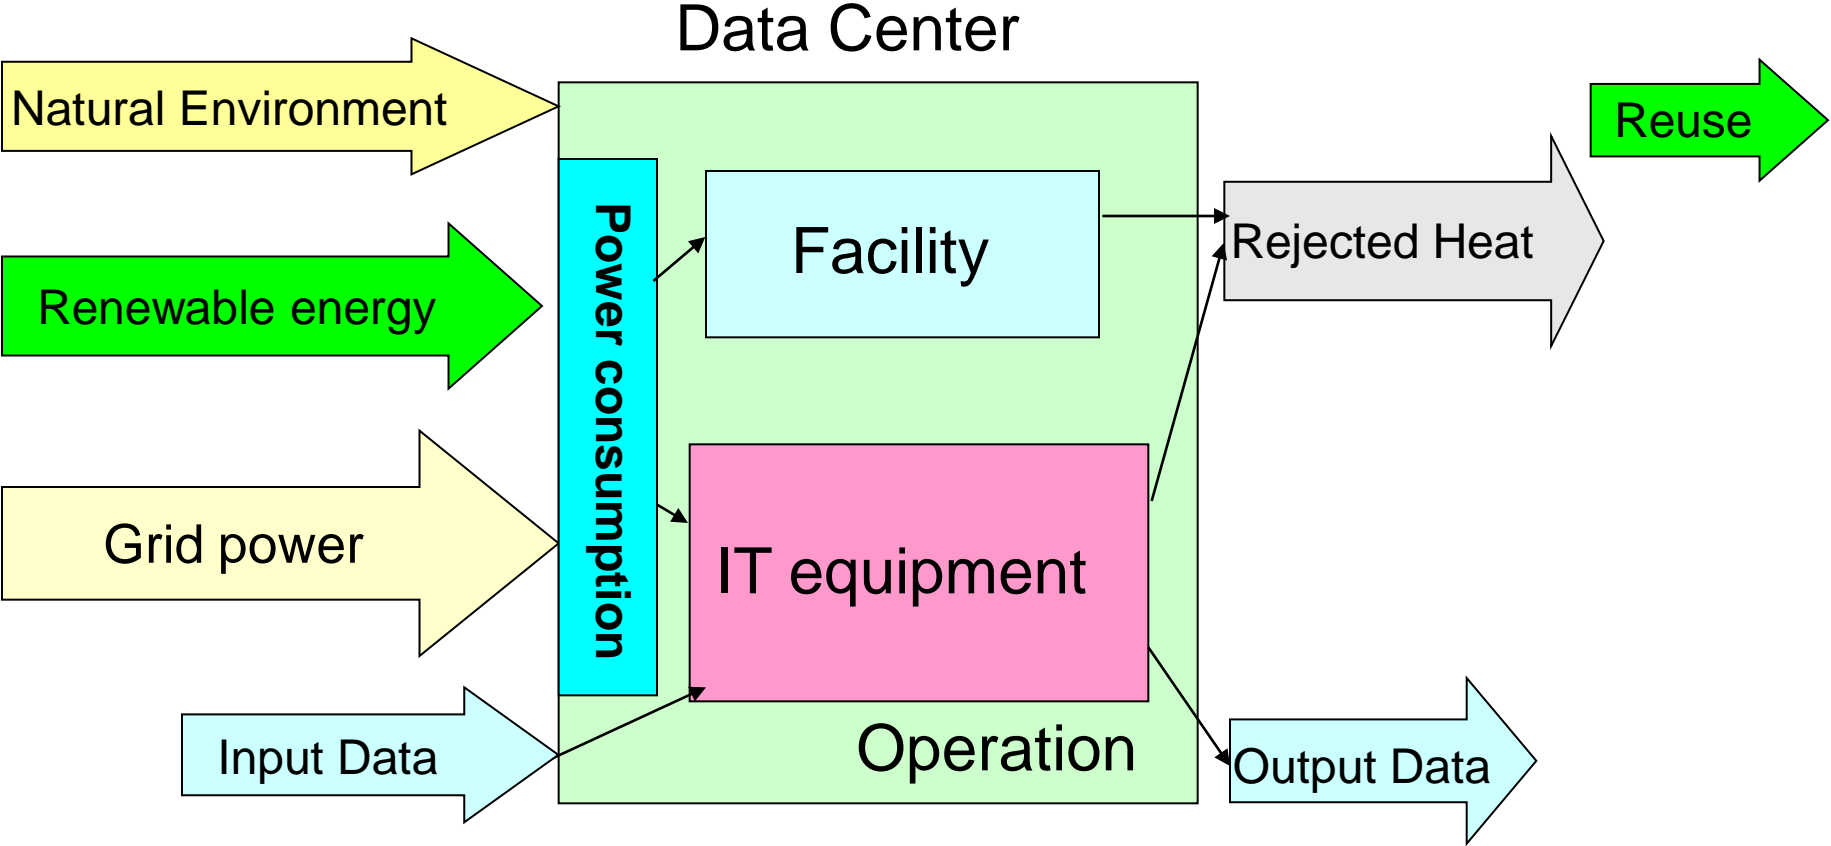 Data Center
Natural Environment
Reuse
Power consumption
Facility
Rejected Heat
Renewable energy
Grid power
IT equipment
Input Data
Operation
Output Data